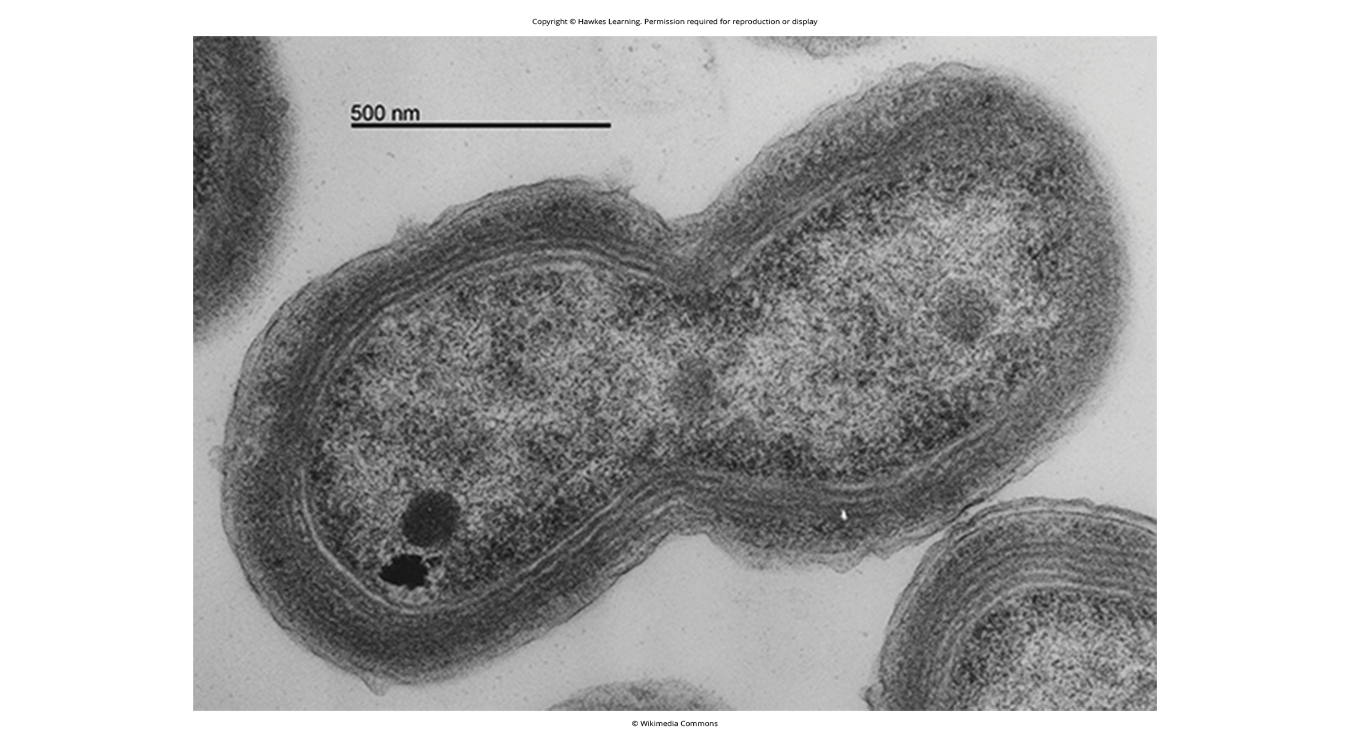 Copyright © Hawkes Learning. Permission required for reproduction or display
500 nm
© Wikimedia Commons